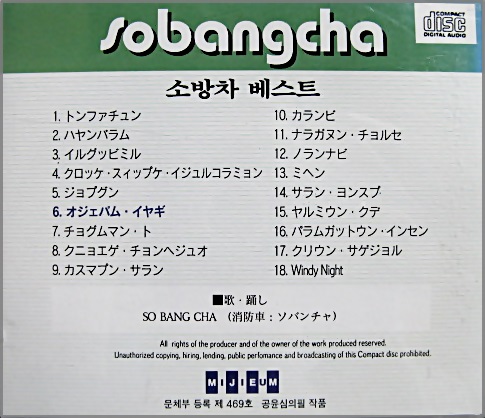 sobangcha
COMPACT
disc
DIGITAL AUDIO
소방차 베스트
1. トンファチュン
2. ハヤンバラム
3. イルグッビミル
4. クロッケ・スィップケ・イジュルコラミョン
5. ジョプグン
6. オジェバム・イヤギ
7. チョグムマン・ト
8. クニョエゲ・チョンヘジュオ
9. カスマプン・サラン
10. カランビ
11. ナラガヌン・チョルセ
12. ノランナビ
13. ミヘン
14. サラン・ヨンスプ
15. ヤルミウン・クデ
16. パラムガットウン・インセン
17. クリウン・サゲジョル
18. Windy Night
■歌・踊し
SO BANG CHA (消防車：ソバンチャ)
All rights of the producer and of the owner of the work produced reserved.
Unauthorized copying, hiring, lending, public perfomance and broadcasting of this Compact disc prohibited.
MIJIEUM
문체부 등록 제 469호 공윤심의필 작품